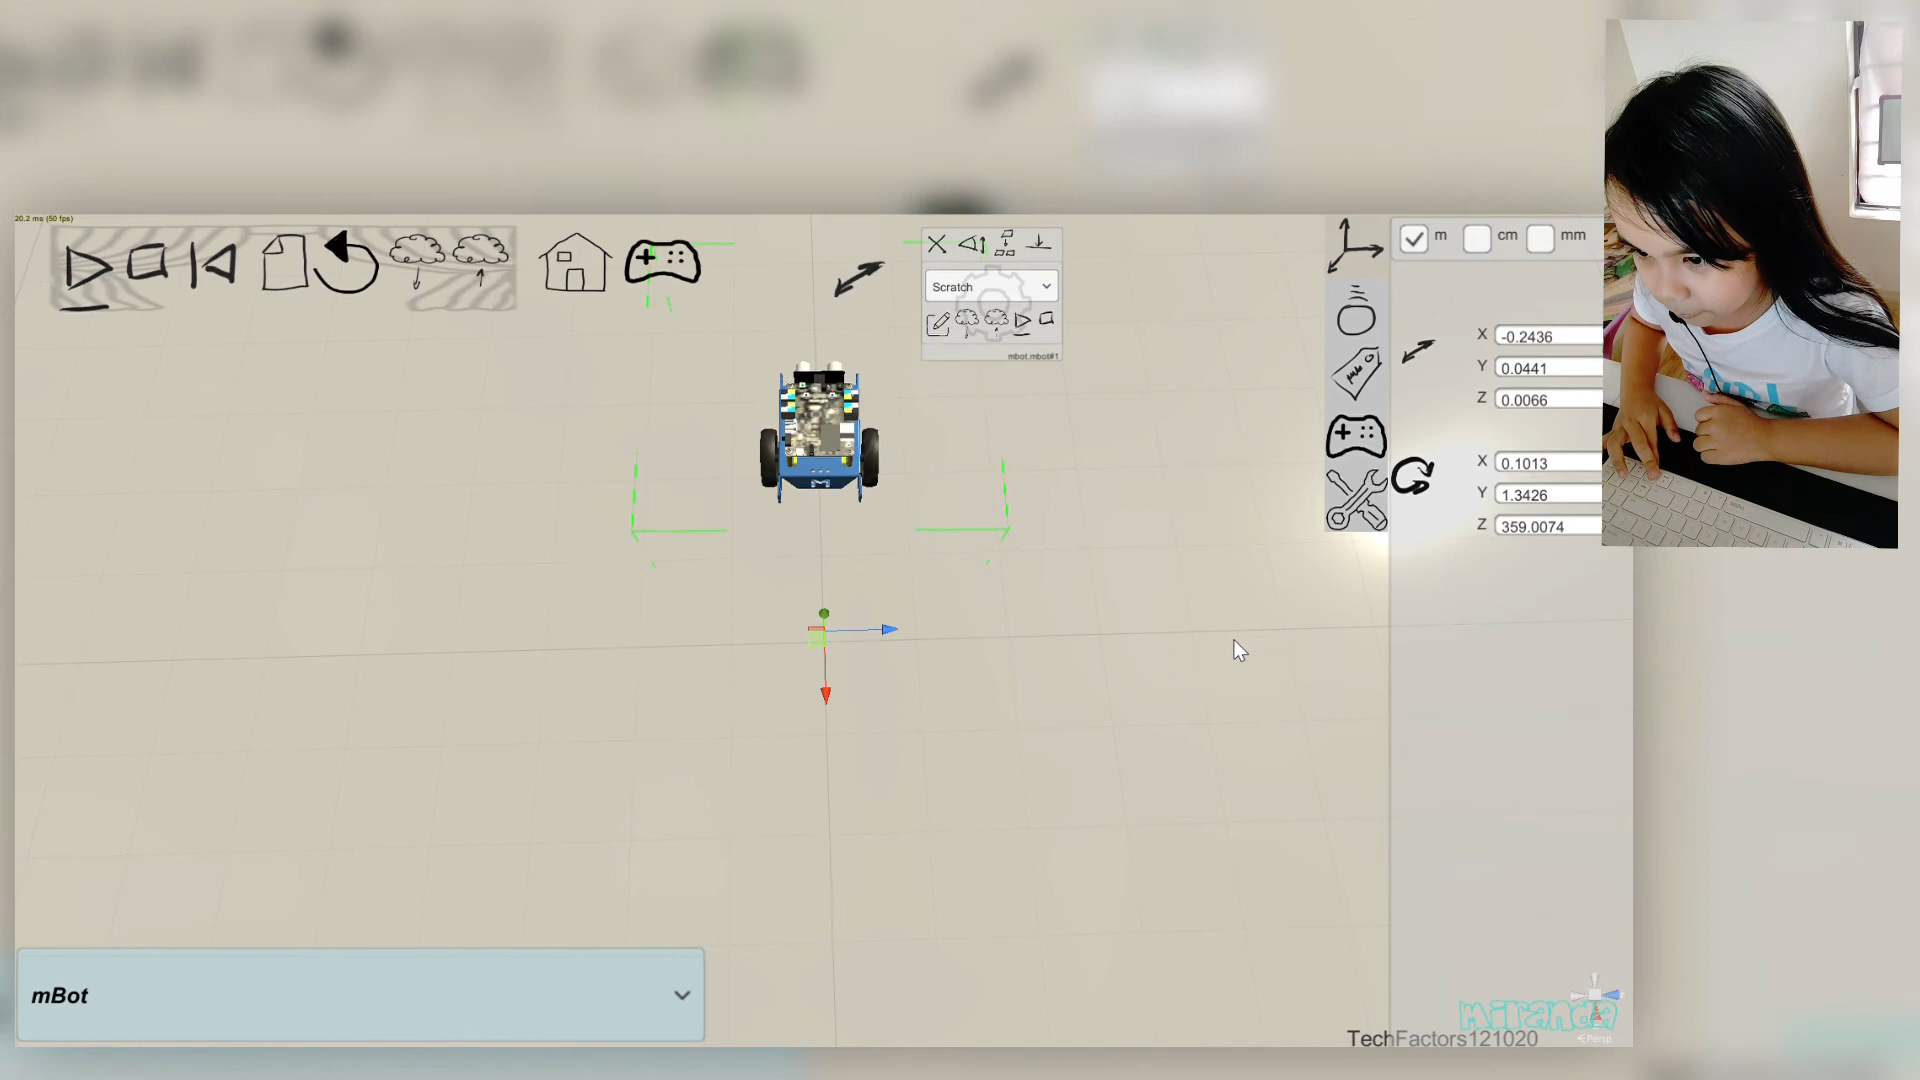 20.2 ms (50 fps)
m cm mm
Scratch
mbot.mbot#1
X -0.2436
Y 0.0441
Z 0.0066
X 0.1013
Y 1.3426
Z 359.0074
mBot
miranda
TechFactors121020
Persp